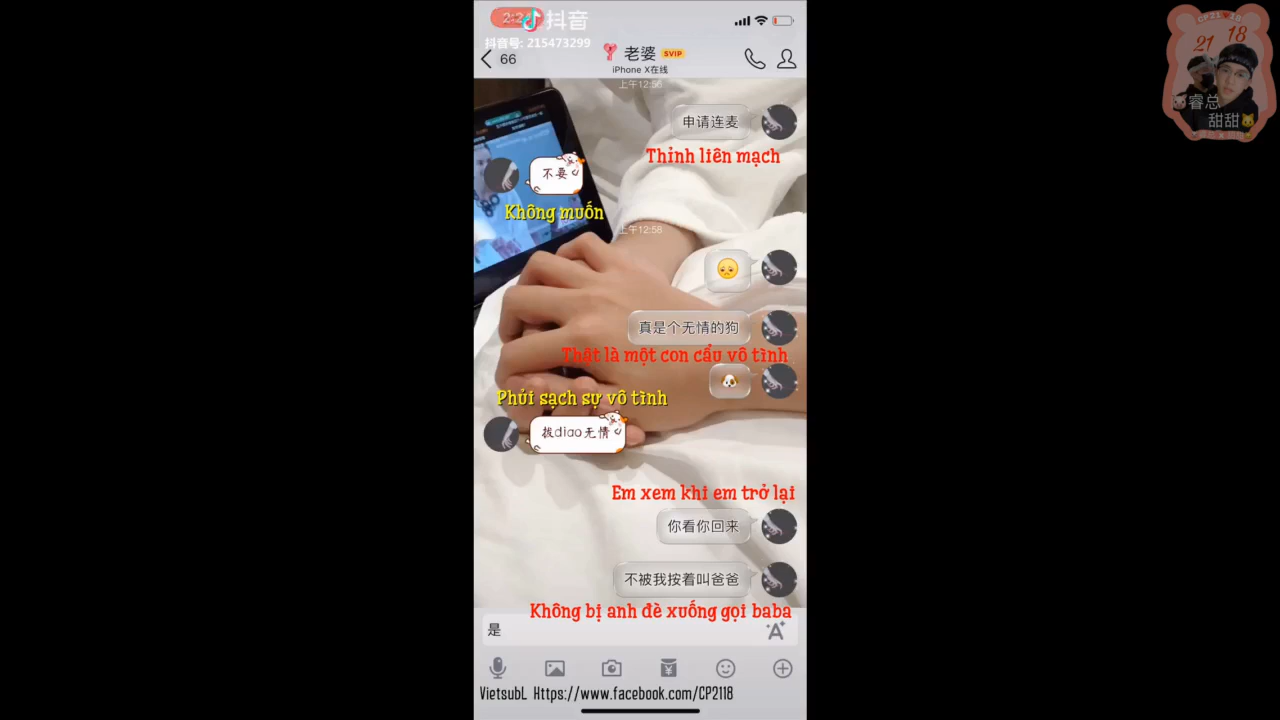 2:24
抖音
抖音号: 215473299
66
老婆 SVIP
iPhone X在线
上午12:56
申请连麦
Thỉnh liên mạch
不要
Không muốn
上午12:58
真是个无情的狗
Thật là một con cẩu vô tình
Phủi sạch sự vô tình
拔diao无情
Em xem khi em trở lại
你看你回来
不被我按着叫爸爸
Không bị anh đè xuống gọi baba
是
VietsubL Https://www.facebook.com/CP2118
CP21 18
21 18
睿总
甜甜